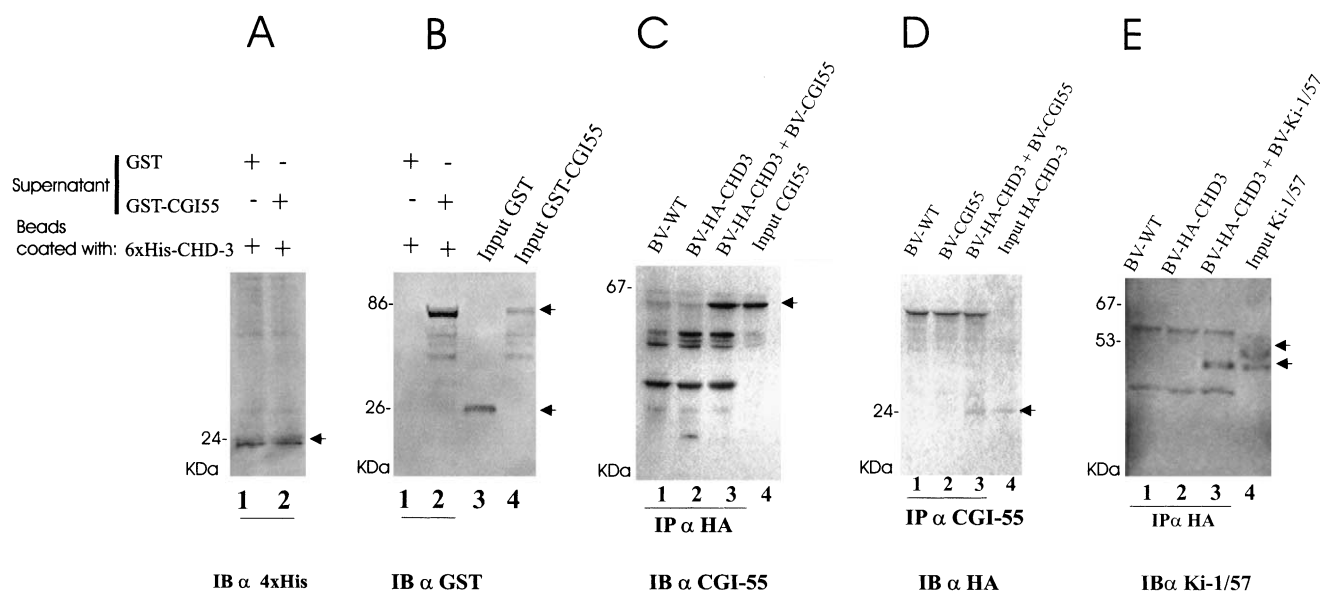 A B C D E
Supernatant
GST + - + -
GST-CGI55 - + - +
Beads
coated with: 6xHis-CHD-3 + + + +
Input GST
Input GST-CGI55
BV-WT
BV-HA-CHD3
BV-HA-CHD3 + BV-CGI55
Input CGI55
BV-WT
BV-CGI55
BV-HA-CHD3 + BV-CGI55
Input HA-CHD-3
BV-WT
BV-HA-CHD3
BV-HA-CHD3 + BV-Ki-1/57
Input Ki-1/57
24-
KDa
86-
26-
KDa
67-
KDa
24-
KDa
67-
53-
KDa
1 2
1 2 3 4
1 2 3 4
1 2 3 4
1 2 3 4
IP α HA
IP α CGI-55
IPα HA
IB α 4xHis
IB α GST
IB α CGI-55
IB α HA
IBα Ki-1/57